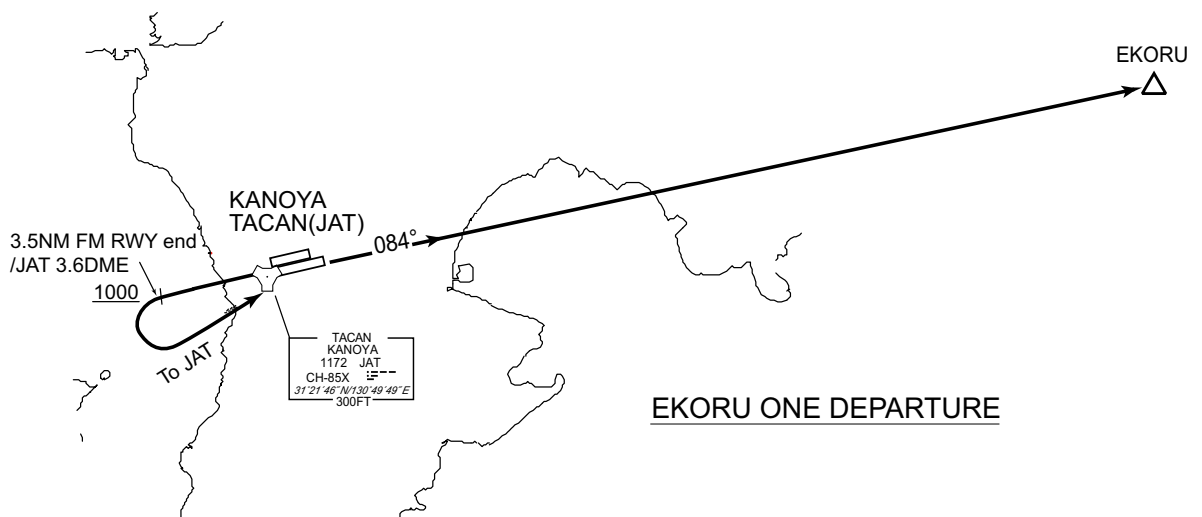 EKORU
KANOYA
TACAN(JAT)
084°
3.5NM FM RWY end
/JAT 3.6DME
1000
To JAT
TACAN
KANOYA
1172 JAT
CH-85X
31°21'46"N/130°49'49"E
300FT
EKORU ONE DEPARTURE